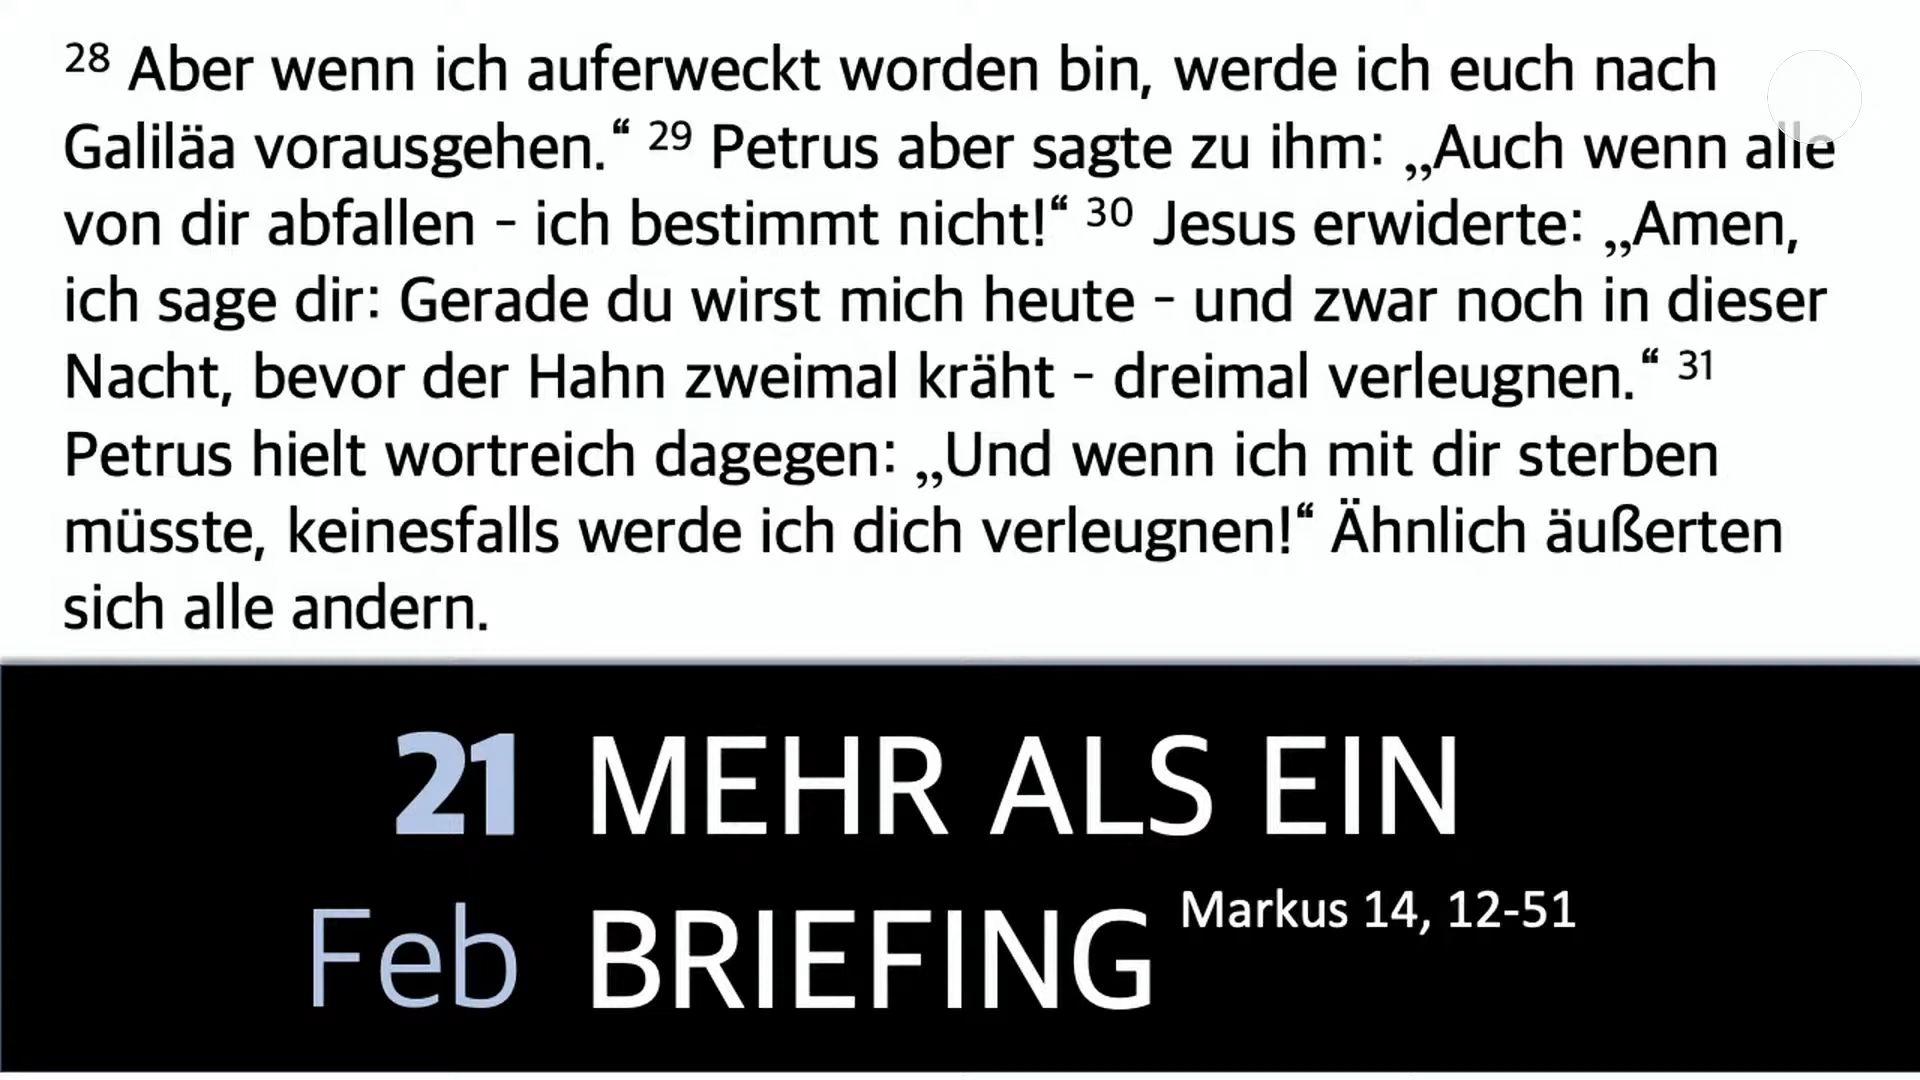 28 Aber wenn ich auferweckt worden bin, werde ich euch nach
Galiläa vorausgehen.“ 29 Petrus aber sagte zu ihm: „Auch wenn alle
von dir abfallen - ich bestimmt nicht!“ 30 Jesus erwiderte: „Amen,
ich sage dir: Gerade du wirst mich heute - und zwar noch in dieser
Nacht, bevor der Hahn zweimal kräht - dreimal verleugnen.“ 31
Petrus hielt wortreich dagegen: „Und wenn ich mit dir sterben
müsste, keinesfalls werde ich dich verleugnen!“ Ähnlich äußerten
sich alle andern.
21 MEHR ALS EIN
Feb BRIEFING Markus 14, 12-51